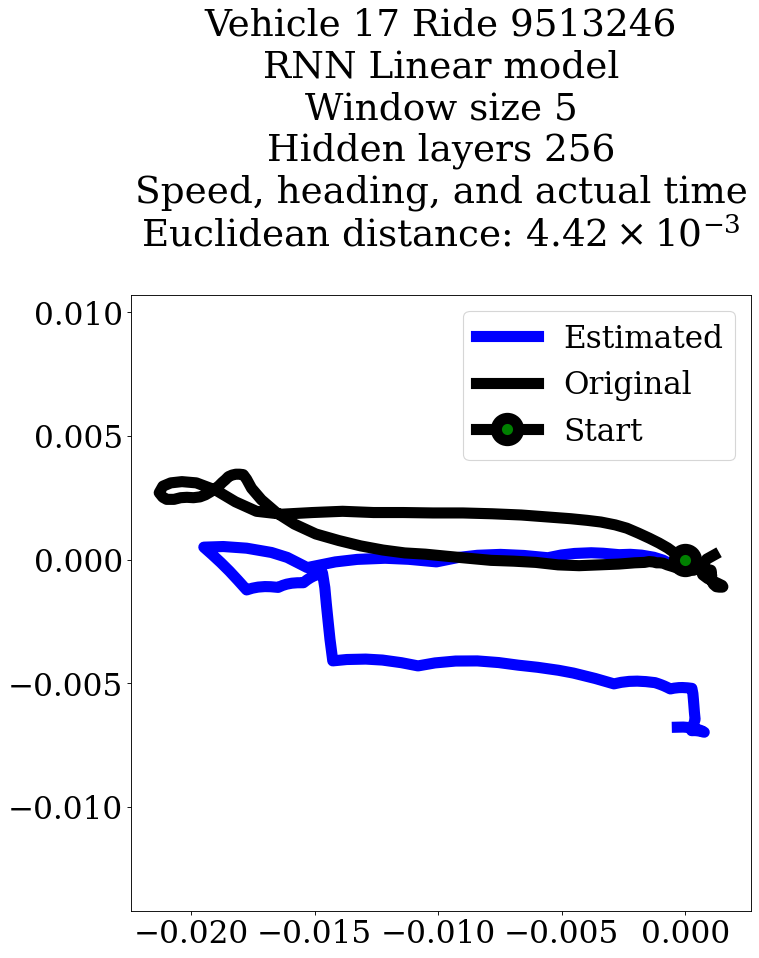 Vehicle 17 Ride 9513246
RNN Linear model
Window size 5
Hidden layers 256
Speed, heading, and actual time
Euclidean distance: 4.42 × 10⁻³
Estimated
Original
Start
0.010
0.005
0.000
−0.005
−0.010
−0.020 −0.015 −0.010 −0.005 0.000